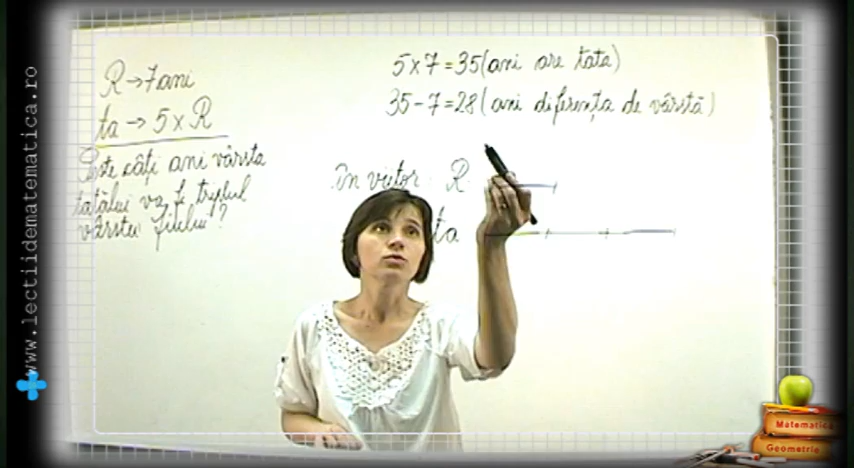 R → 7 ani
ta → 5 x R
Peste câți ani vârsta
tatălui va fi triplul
vârstei fiului?
5 x 7 = 35 (ani are tata)
35 - 7 = 28 (ani diferența de vârstă)
în viitor: R
ta
www.lectiidematematica.ro
Matematica
Geometrie